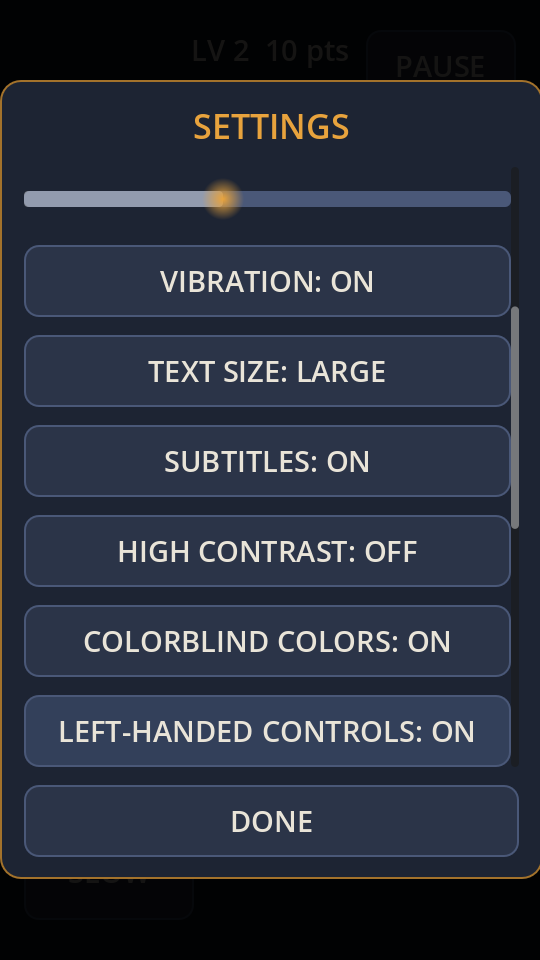 LV 2 10 pts
PAUSE
SETTINGS
VIBRATION: ON
TEXT SIZE: LARGE
SUBTITLES: ON
HIGH CONTRAST: OFF
COLORBLIND COLORS: ON
LEFT-HANDED CONTROLS: ON
DONE